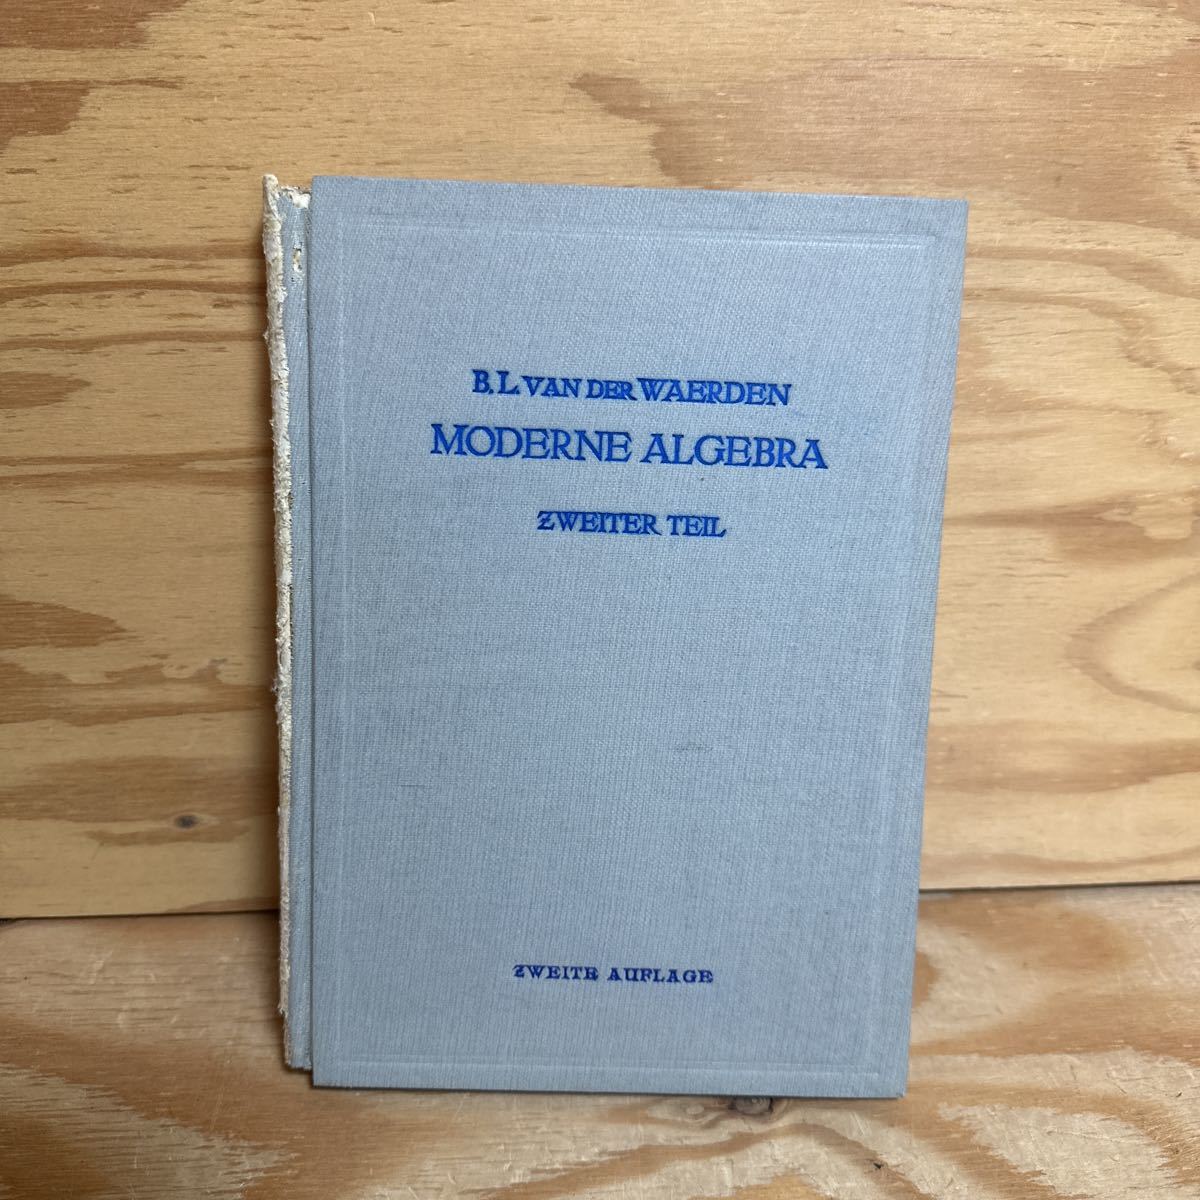 B. L. VAN DER WAERDEN
MODERNE ALGEBRA
ZWEITER TEIL
ZWEITE AUFLAGE